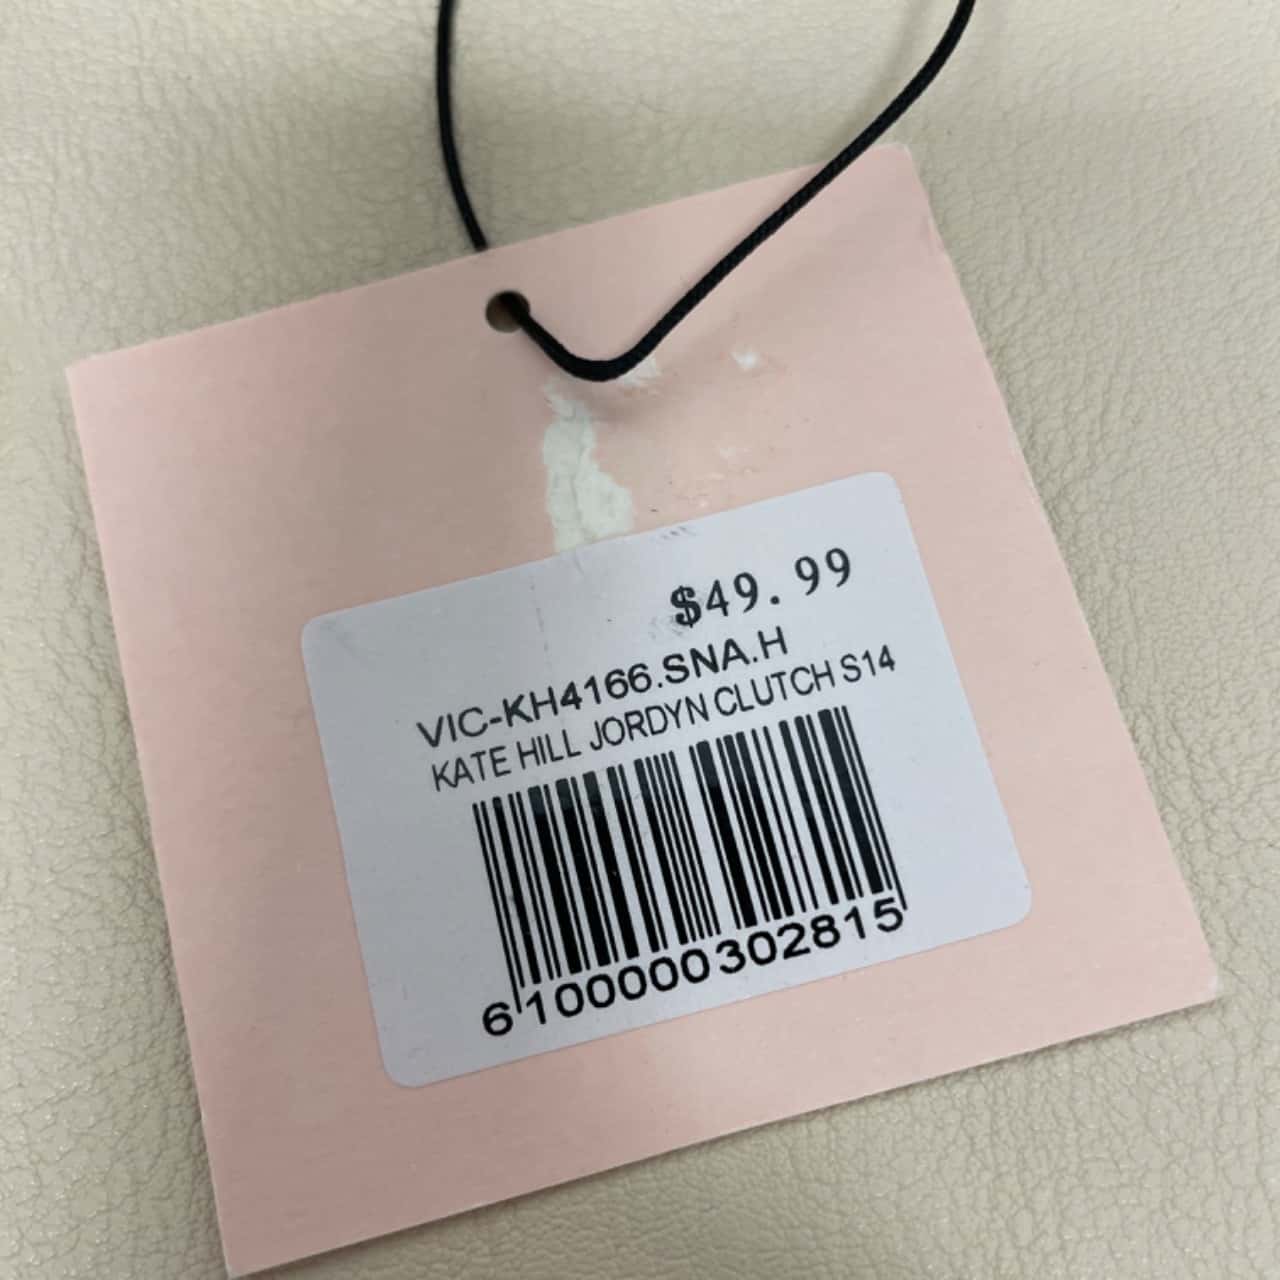 $49.99
VIC-KH4166.SNA.H
KATE HILL JORDYN CLUTCH S14
6100000302815